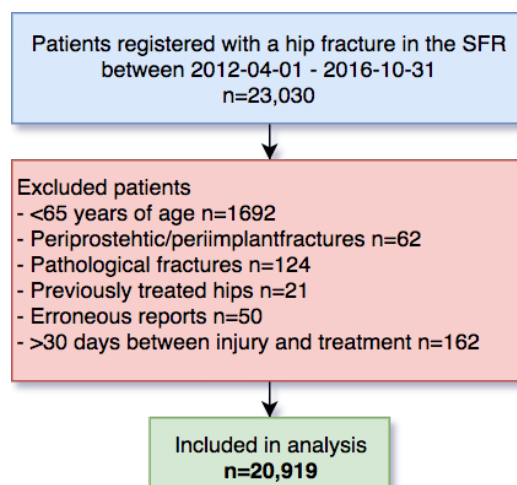 Patients registered with a hip fracture in the SFR
between 2012-04-01 - 2016-10-31
n=23,030
Excluded patients
- <65 years of age n=1692
- Periprostehtic/periimplantfractures n=62
- Pathological fractures n=124
- Previously treated hips n=21
- Erroneous reports n=50
- >30 days between injury and treatment n=162
Included in analysis
n=20,919